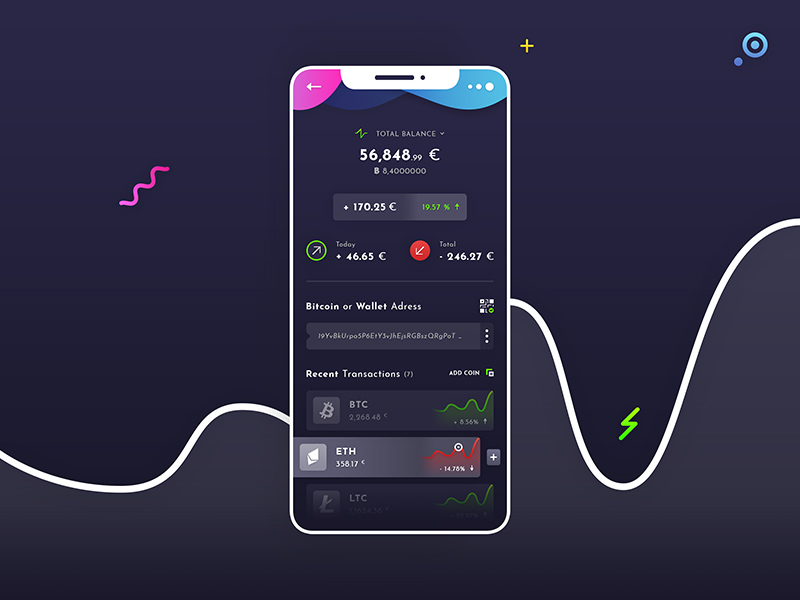 TOTAL BALANCE
56,848.99 €
฿ 8,4000000
+ 170.25 € 19.57 % ↑
Today
+ 46.65 €
Total
- 246.27 €
Bitcoin or Wallet Adress
Recent Transactions (7) ADD COIN
BTC
2,268.48 €
+ 8.56% ↑
ETH
358.17 €
- 14.78% ↓
+
LTC